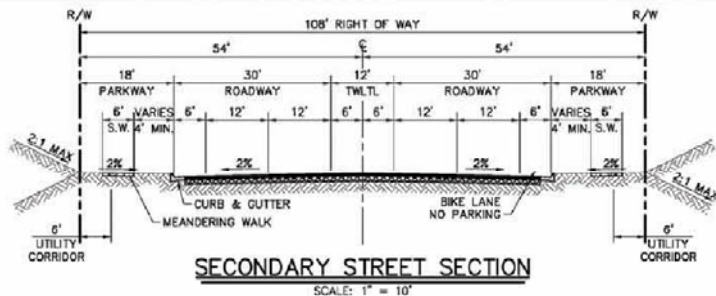 R/W R/W
108' RIGHT OF WAY
54' ℄ 54'
18' 30' 12' 30' 18'
PARKWAY ROADWAY TWLTL ROADWAY PARKWAY
6' VARIES 6' 12' 12' 6' 6' 12' 12' 6' VARIES 6'
S.W. 4' MIN. 4' MIN. S.W.
2:1 MAX 2% 2% 2% 2% 2:1 MAX
CURB & GUTTER BIKE LANE
MEANDERING WALK NO PARKING
6' 6'
UTILITY UTILITY
CORRIDOR CORRIDOR
SECONDARY STREET SECTION
SCALE: 1" = 10'